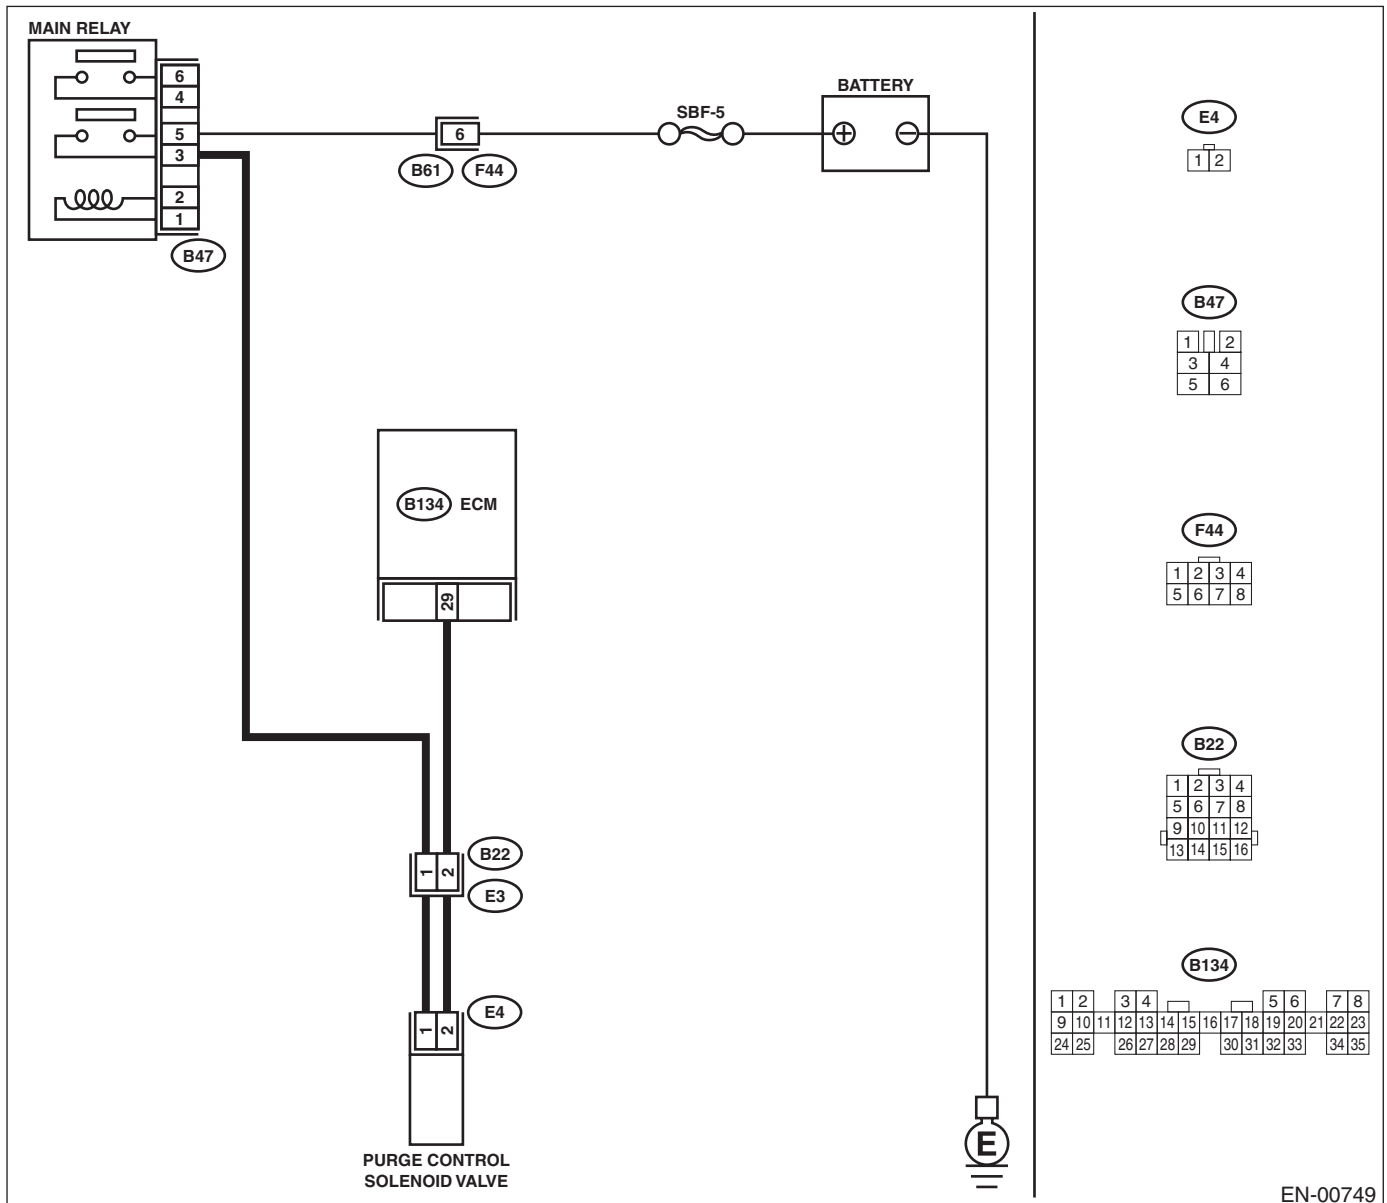 MAIN RELAY
6
4
5
3
2
1
B47
6
B61 F44
SBF-5
BATTERY
+ −
B134 ECM
29
1 2
B22
E3
1 2
E4
PURGE CONTROL
SOLENOID VALVE
E
E4
1 2
B47
1 2
3 4
5 6
F44
1 2 3 4
5 6 7 8
B22
1 2 3 4
5 6 7 8
9 10 11 12
13 14 15 16
B134
1 2 3 4 5 6 7 8
9 10 11 12 13 14 15 16 17 18 19 20 21 22 23
24 25 26 27 28 29 30 31 32 33 34 35
EN-00749